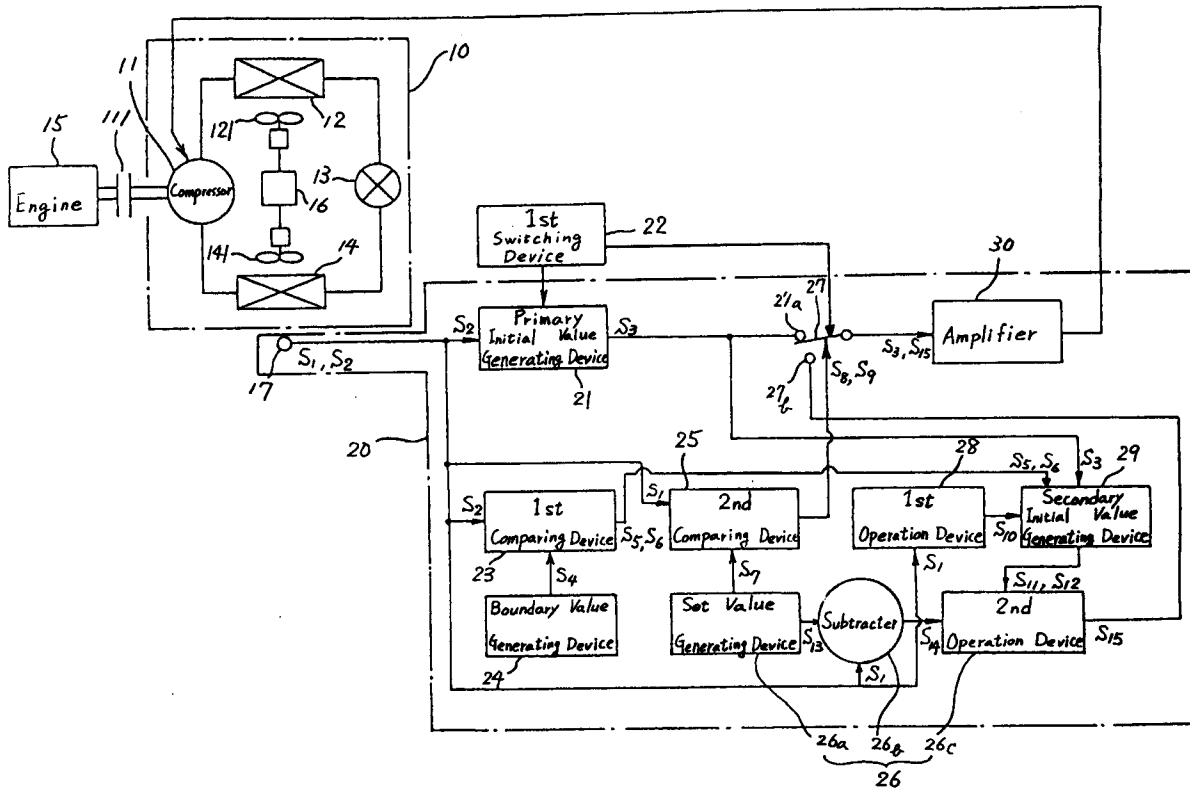 10
11
111
15
Engine
Compressor
12
121
13
16
141
14
1st
Switching
Device
22
27
27a
30
Amplifier
S3, S15
S8, S9
27b
Primary
Initial Value
Generating Device
S2
S3
21
S1, S2
17
20
25
28
S5, S6
S3
29
S2
1st
Comparing Device
23
S5, S6
S1
2nd
Comparing Device
1st
Operation Device
S10
Secondary
Initial Value
Generating Device
S4
S7
S1
S11, S12
Boundary Value
Generating Device
24
Set Value
Generating Device
S13
Subtracter
S14
2nd
Operation Device
S15
S1
26a
26b
26c
26